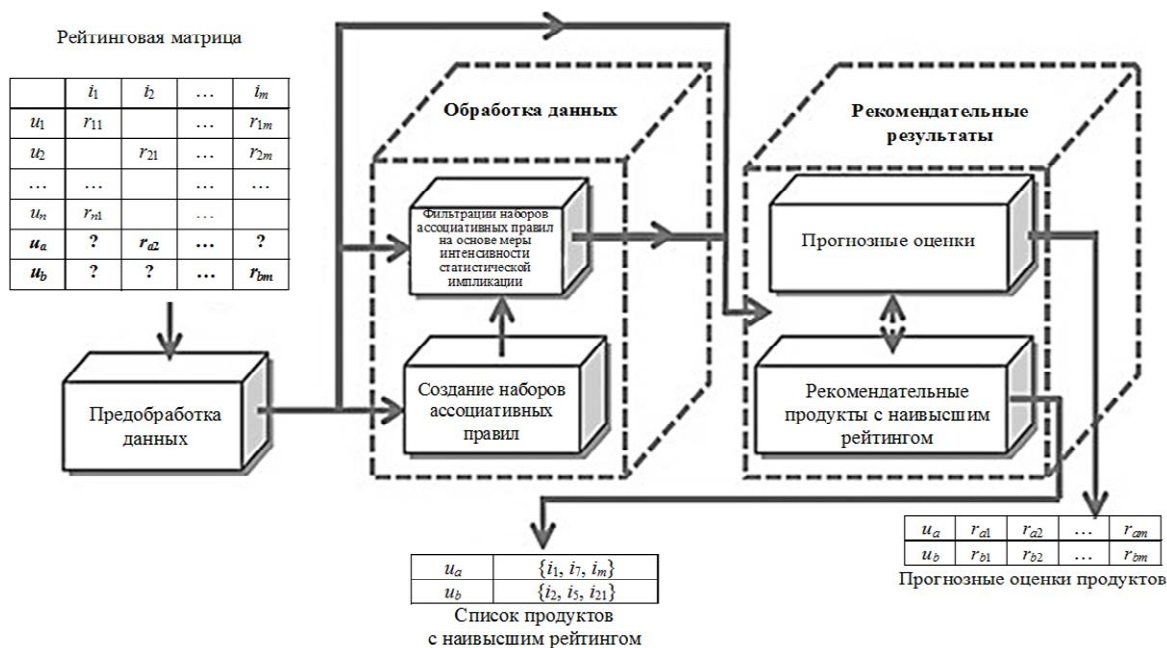 Рейтинговая матрица
i1 i2 … im
u1 r11 … r1m
u2 r21 … r2m
… … … …
un rn1 …
ua ? ra2 … ?
ub ? ? … rbm
Предобработка
данных
Обработка данных
Фильтрации наборов
ассоциативных правил
на основе меры
интенсивности
статистической
импликации
Создание наборов
ассоциативных
правил
Рекомендательные
результаты
Прогнозные оценки
Рекомендательные
продукты с наивысшим
рейтингом
ua {i1, i7, im}
ub {i2, i5, i21}
Список продуктов
с наивысшим рейтингом
ua ra1 ra2 … ram
ub rb1 rb2 … rbm
Прогнозные оценки продуктов